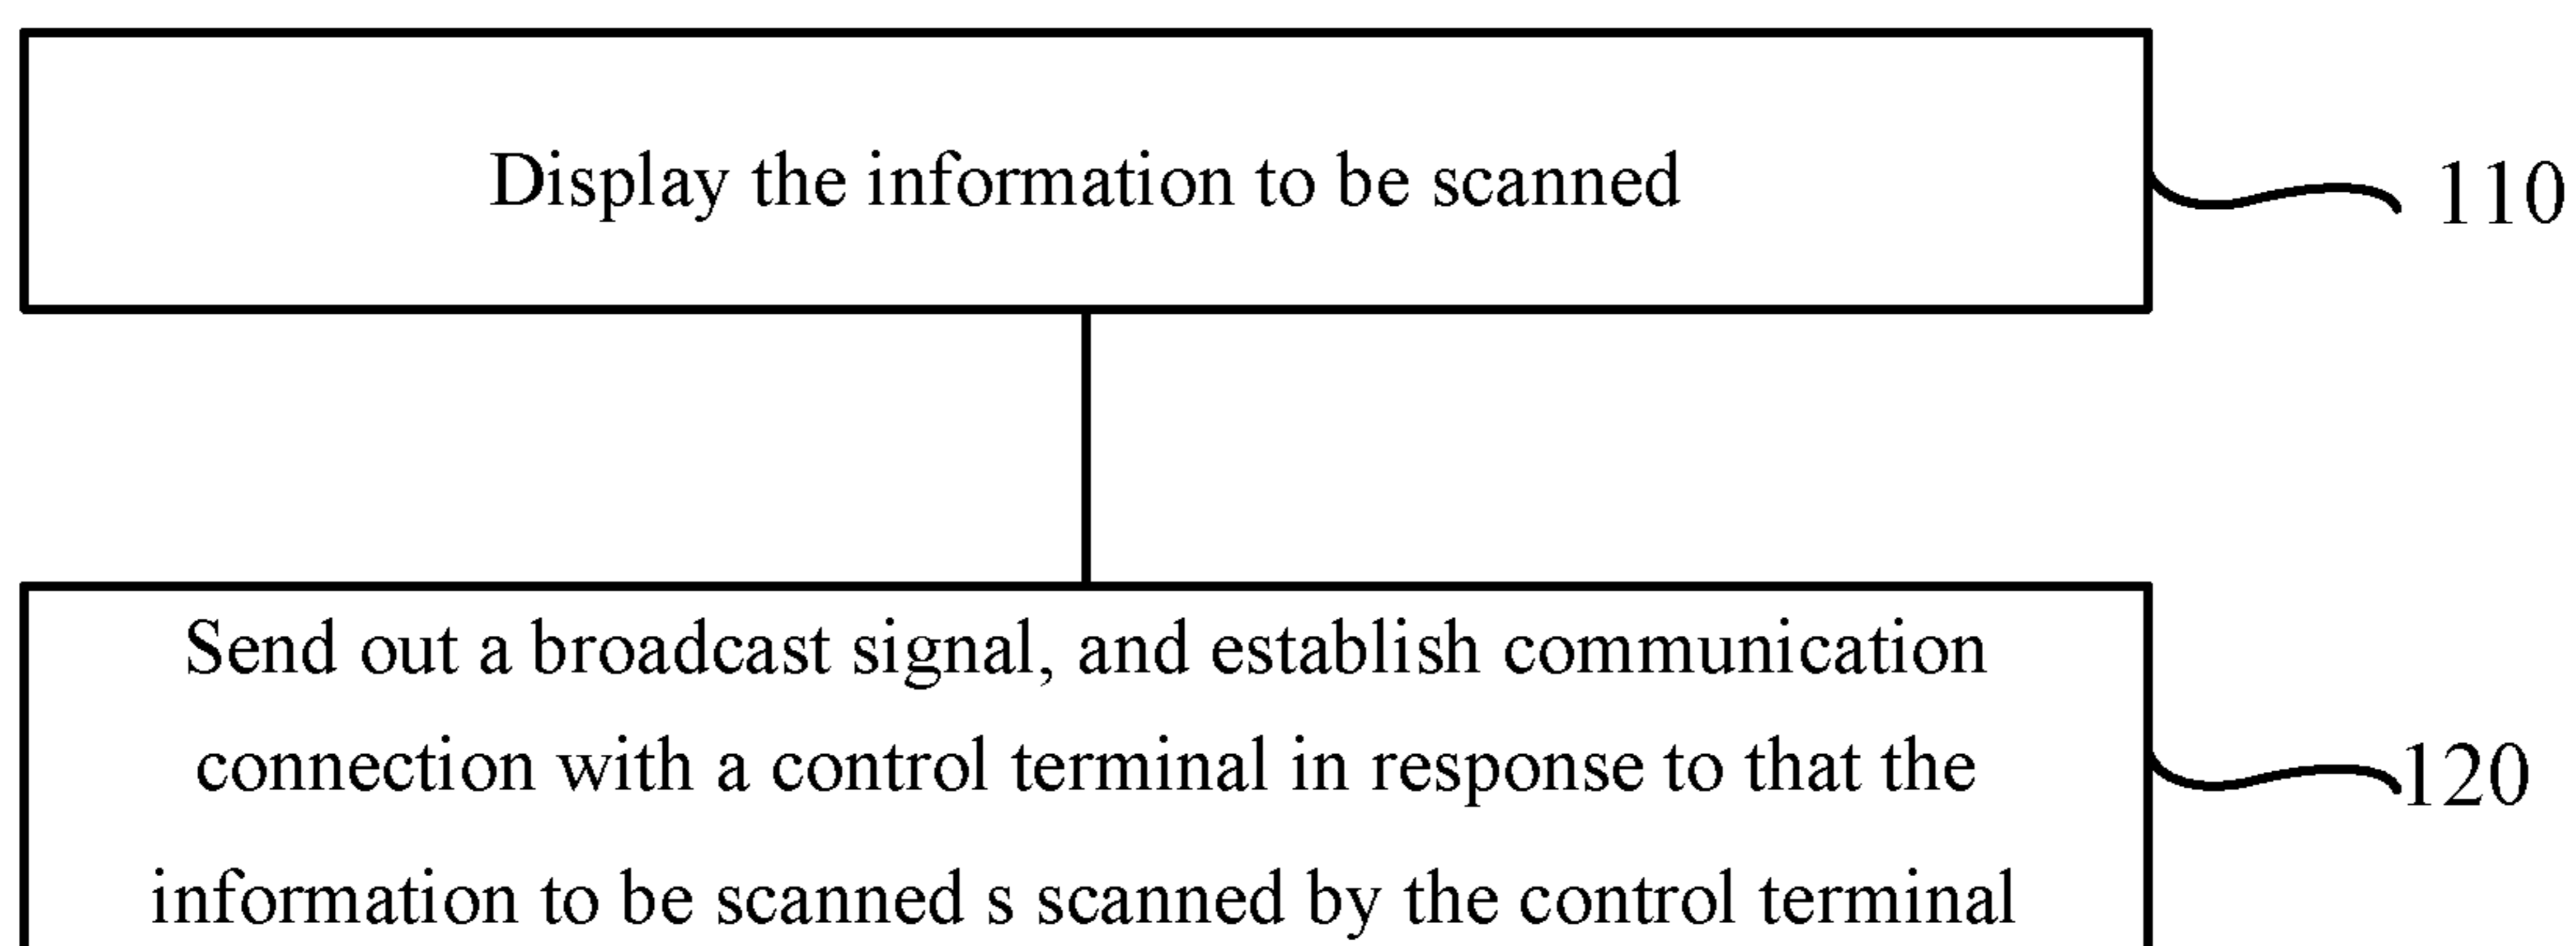 Display the information to be scanned
110
Send out a broadcast signal, and establish communication
connection with a control terminal in response to that the
120
information to be scanned s scanned by the control terminal